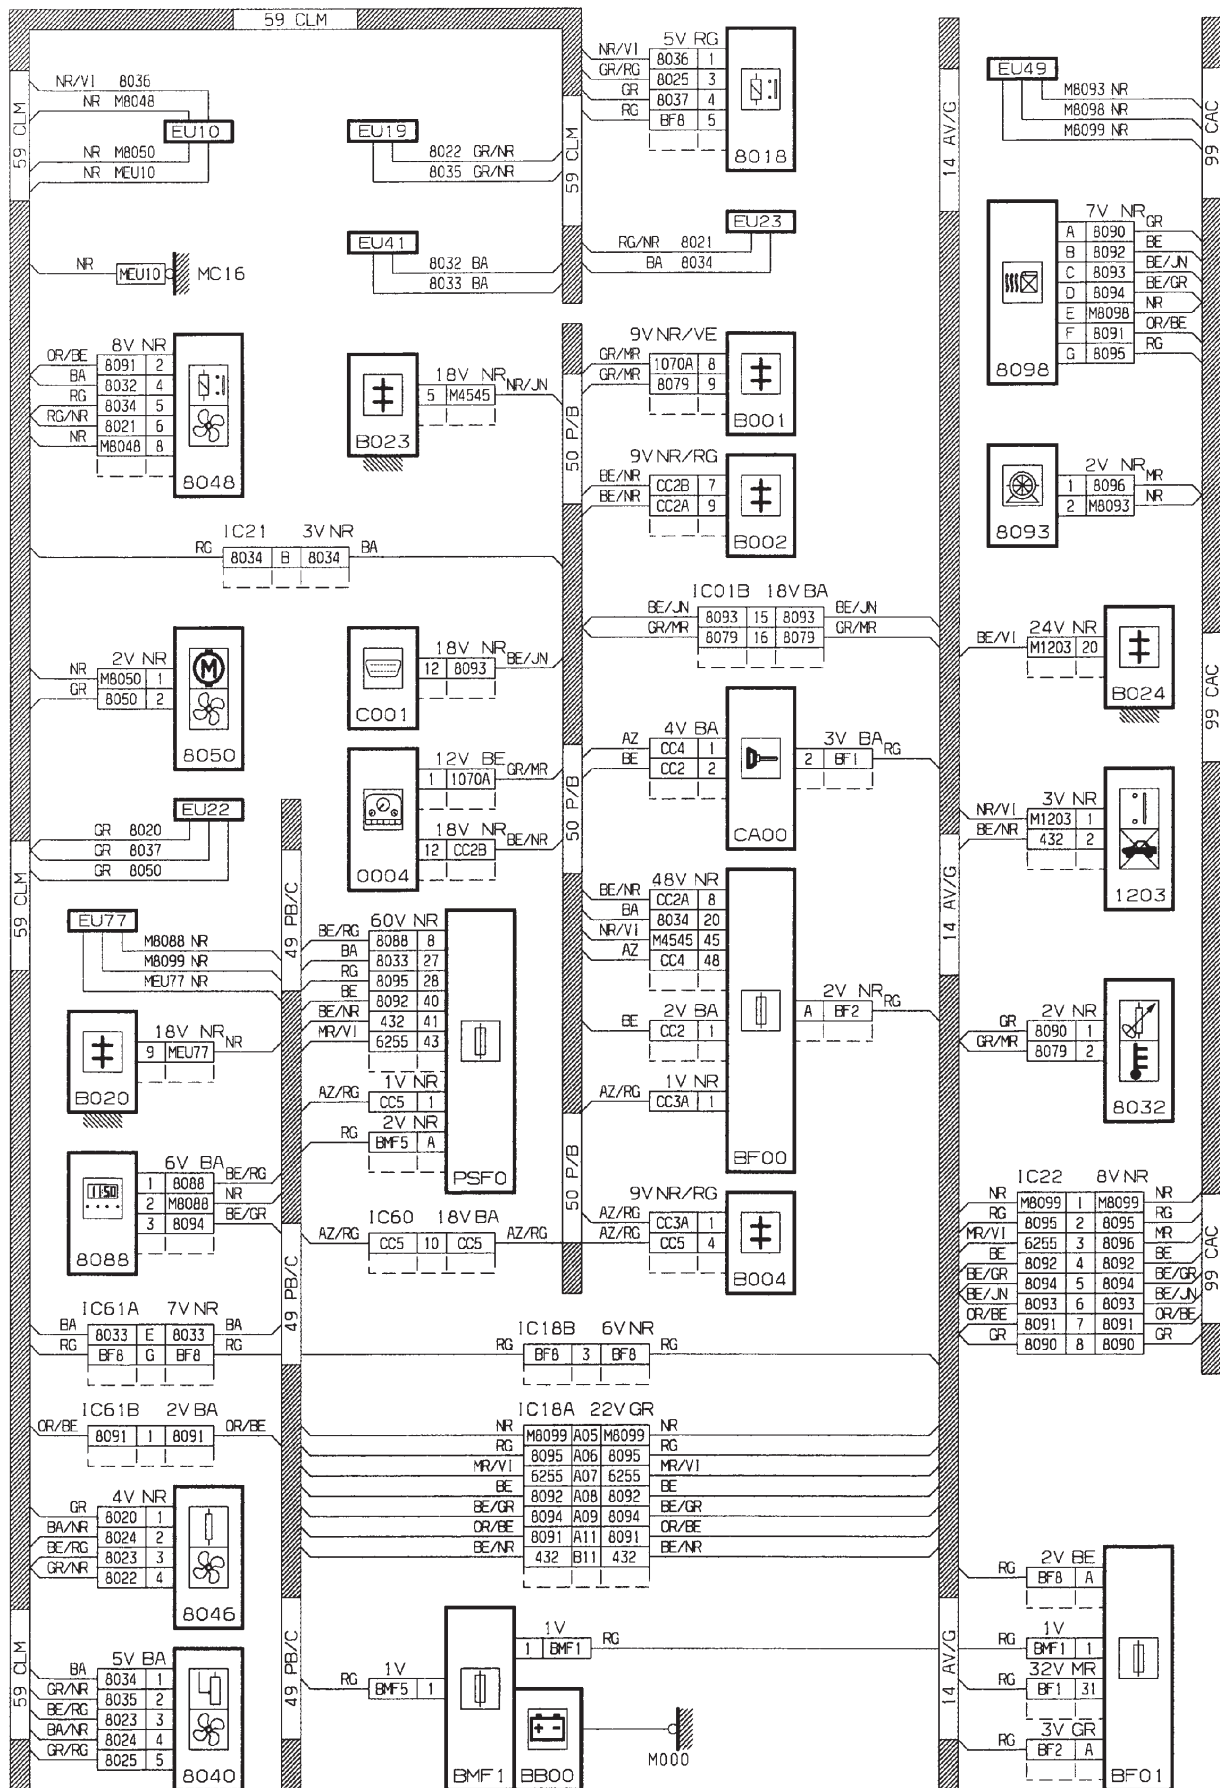 59 CLM
59 CLM
NR/VI 8036
NR M8048
EU10
NR M8050
NR MEU10
EU19
8022 GR/NR
8035 GR/NR
EU41
8032 BA
8033 BA
NR MEU10 MC16
59 CLM
5V RG
NR/VI 8036 1
GR/RG 8025 3
GR 8037 4
RG BF8 5
8018
EU23
RG/NR 8021
BA 8034
14 AV/G
EU49
M8093 NR
M8098 NR
M8099 NR
99 CAC
7V NR
A 8090 GR
B 8092 BE
C 8093 BE/JN
D 8094 BE/GR
E M8098 NR
F 8091 OR/BE
G 8095 RG
8098
8V NR
OR/BE 8091 2
BA 8032 4
RG 8034 5
RG/NR 8021 6
NR M8048 8
8048
18V NR
5 M4545 NR/JN
B023
50 P/B
9V NR/VE
GR/MR 1070A 8
GR/MR 8079 9
B001
9V NR/RG
BE/NR CC2B 7
BE/NR CC2A 9
B002
2V NR
1 8096 MR
2 M8093 NR
8093
IC21 3V NR
RG 8034 B 8034 BA
IC01B 18V BA
BE/JN 8093 15 8093 BE/JN
GR/MR 8079 16 8079 GR/MR
24V NR
BE/VI M1203 20
B024
99 CAC
2V NR
NR M8050 1
GR 8050 2
8050
18V NR
12 8093 BE/JN
C001
12V BE
1 1070A GR/MR
18V NR
12 CC2B BE/NR
0004
50 P/B
4V BA
AZ CC4 1
BE CC2 2
CA00
3V BA
2 BF1 RG
3V NR
NR/VI M1203 1
BE/NR 432 2
1203
EU22
GR 8020
GR 8037
GR 8050
59 CLM
49 PB/C
14 AV/G
EU77
M8088 NR
M8099 NR
MEU77 NR
60V NR
BE/RG 8088 8
BA 8033 27
RG 8095 28
BE 8092 40
BE/NR 432 41
MR/VI 6255 43
1V NR
AZ/RG CC5 1
2V NR
RG BMF5 A
PSF0
48V NR
BE/NR CC2A 8
BA 8034 20
NR/VI M4545 45
AZ CC4 48
2V BA
BE CC2 1
1V NR
AZ/RG CC3A 1
BF00
2V NR
A BF2 RG
2V NR
GR 8090 1
GR/MR 8079 2
8032
18V NR
9 MEU77 NR
B020
6V BA
1 8088 BE/RG
2 M8088 NR
3 8094 BE/GR
11:50
8088
49 PB/C
50 P/B
IC60 18V BA
AZ/RG CC5 10 CC5 AZ/RG
9V NR/RG
AZ/RG CC3A 1
AZ/RG CC5 4
B004
IC22 8V NR
NR M8099 1 M8099 NR
RG 8095 2 8095 RG
MR/VI 6255 3 8096 MR
BE 8092 4 8092 BE
BE/GR 8094 5 8094 BE/GR
BE/JN 8093 6 8093 BE/JN
OR/BE 8091 7 8091 OR/BE
GR 8090 8 8090 GR
99 CAC
IC61A 7V NR
BA 8033 E 8033 BA
RG BF8 G BF8 RG
IC18B 6V NR
RG BF8 3 BF8 RG
IC61B 2V BA
OR/BE 8091 1 8091 OR/BE
IC18A 22V GR
NR M8099 A05 M8099 NR
RG 8095 A06 8095 RG
MR/VI 6255 A07 6255 MR/VI
BE 8092 A08 8092 BE
BE/GR 8094 A09 8094 BE/GR
OR/BE 8091 A11 8091 OR/BE
BE/NR 432 B11 432 BE/NR
4V NR
GR 8020 1
BA/NR 8024 2
BE/RG 8023 3
GR/NR 8022 4
8046
59 CLM
5V BA
BA 8034 1
GR/NR 8035 2
BE/RG 8023 3
BA/NR 8024 4
GR/RG 8025 5
8040
49 PB/C
1V
RG BMF5 1
BMF1
1V
1 BMF1 RG
BB00
M000
14 AV/G
2V BE
RG BF8 A
1V
RG BMF1 1
32V MR
RG BF1 31
3V GR
RG BF2 A
BF01